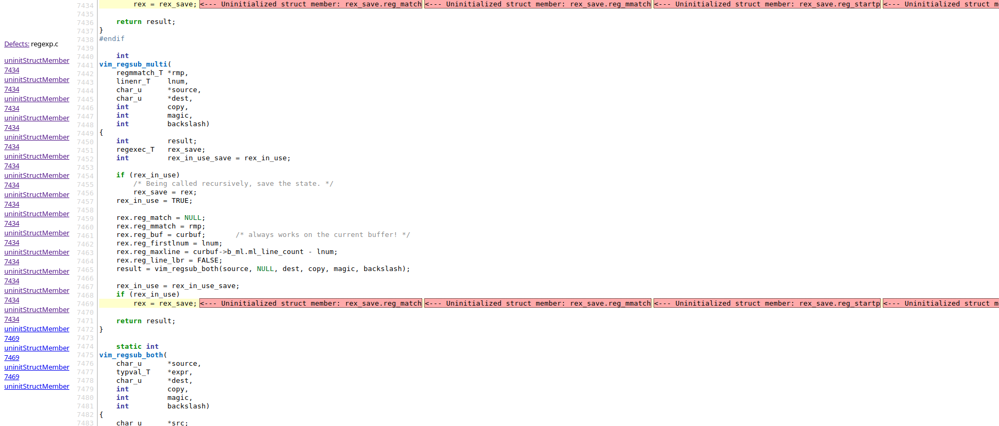 Defects: regexp.c
uninitStructMember
7434
uninitStructMember
7434
uninitStructMember
7434
uninitStructMember
7434
uninitStructMember
7434
uninitStructMember
7434
uninitStructMember
7434
uninitStructMember
7434
uninitStructMember
7434
uninitStructMember
7434
uninitStructMember
7434
uninitStructMember
7434
uninitStructMember
7434
uninitStructMember
7434
uninitStructMember
7469
uninitStructMember
7469
uninitStructMember
7469
uninitStructMember
7434         rex = rex_save; <--- Uninitialized struct member: rex_save.reg_match <--- Uninitialized struct member: rex_save.reg_mmatch <--- Uninitialized struct member: rex_save.reg_startp <--- Uninitialized struct m
7435
7436     return result;
7437 }
7438 #endif
7439
7440     int
7441 vim_regsub_multi(
7442     regmmatch_T *rmp,
7443     linenr_T    lnum,
7444     char_u      *source,
7445     char_u      *dest,
7446     int         copy,
7447     int         magic,
7448     int         backslash)
7449 {
7450     int         result;
7451     regexec_T   rex_save;
7452     int         rex_in_use_save = rex_in_use;
7453
7454     if (rex_in_use)
7455         /* Being called recursively, save the state. */
7456         rex_save = rex;
7457     rex_in_use = TRUE;
7458
7459     rex.reg_match = NULL;
7460     rex.reg_mmatch = rmp;
7461     rex.reg_buf = curbuf;       /* always works on the current buffer! */
7462     rex.reg_firstlnum = lnum;
7463     rex.reg_maxline = curbuf->b_ml.ml_line_count - lnum;
7464     rex.reg_line_lbr = FALSE;
7465     result = vim_regsub_both(source, NULL, dest, copy, magic, backslash);
7466
7467     rex_in_use = rex_in_use_save;
7468     if (rex_in_use)
7469         rex = rex_save; <--- Uninitialized struct member: rex_save.reg_match <--- Uninitialized struct member: rex_save.reg_mmatch <--- Uninitialized struct member: rex_save.reg_startp <--- Uninitialized struct m
7470
7471     return result;
7472 }
7473
7474     static int
7475 vim_regsub_both(
7476     char_u      *source,
7477     typval_T    *expr,
7478     char_u      *dest,
7479     int         copy,
7480     int         magic,
7481     int         backslash)
7482 {
7483     char_u      *src;